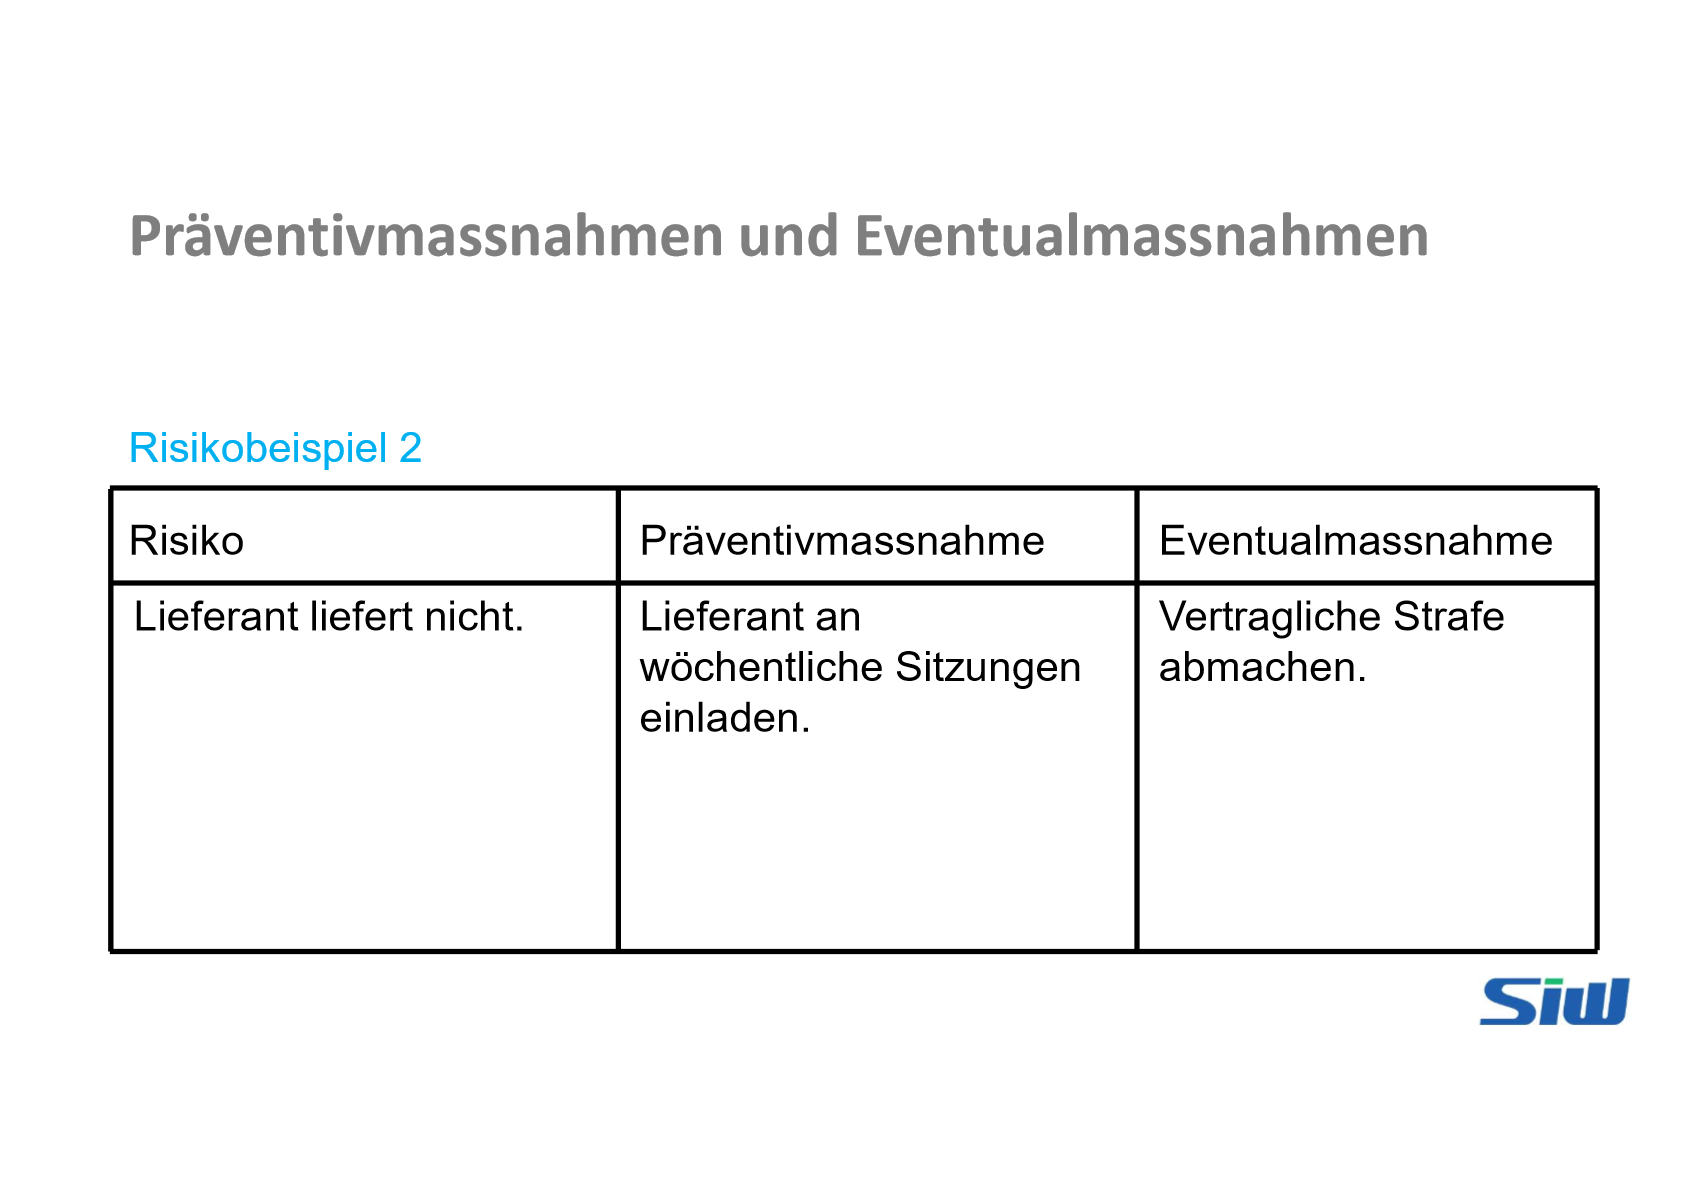 Präventivmassnahmen und Eventualmassnahmen
Risikobeispiel 2
Risiko
Präventivmassnahme
Eventualmassnahme
Lieferant liefert nicht.
Lieferant an
wöchentliche Sitzungen
einladen.
Vertragliche Strafe
abmachen.
Siw